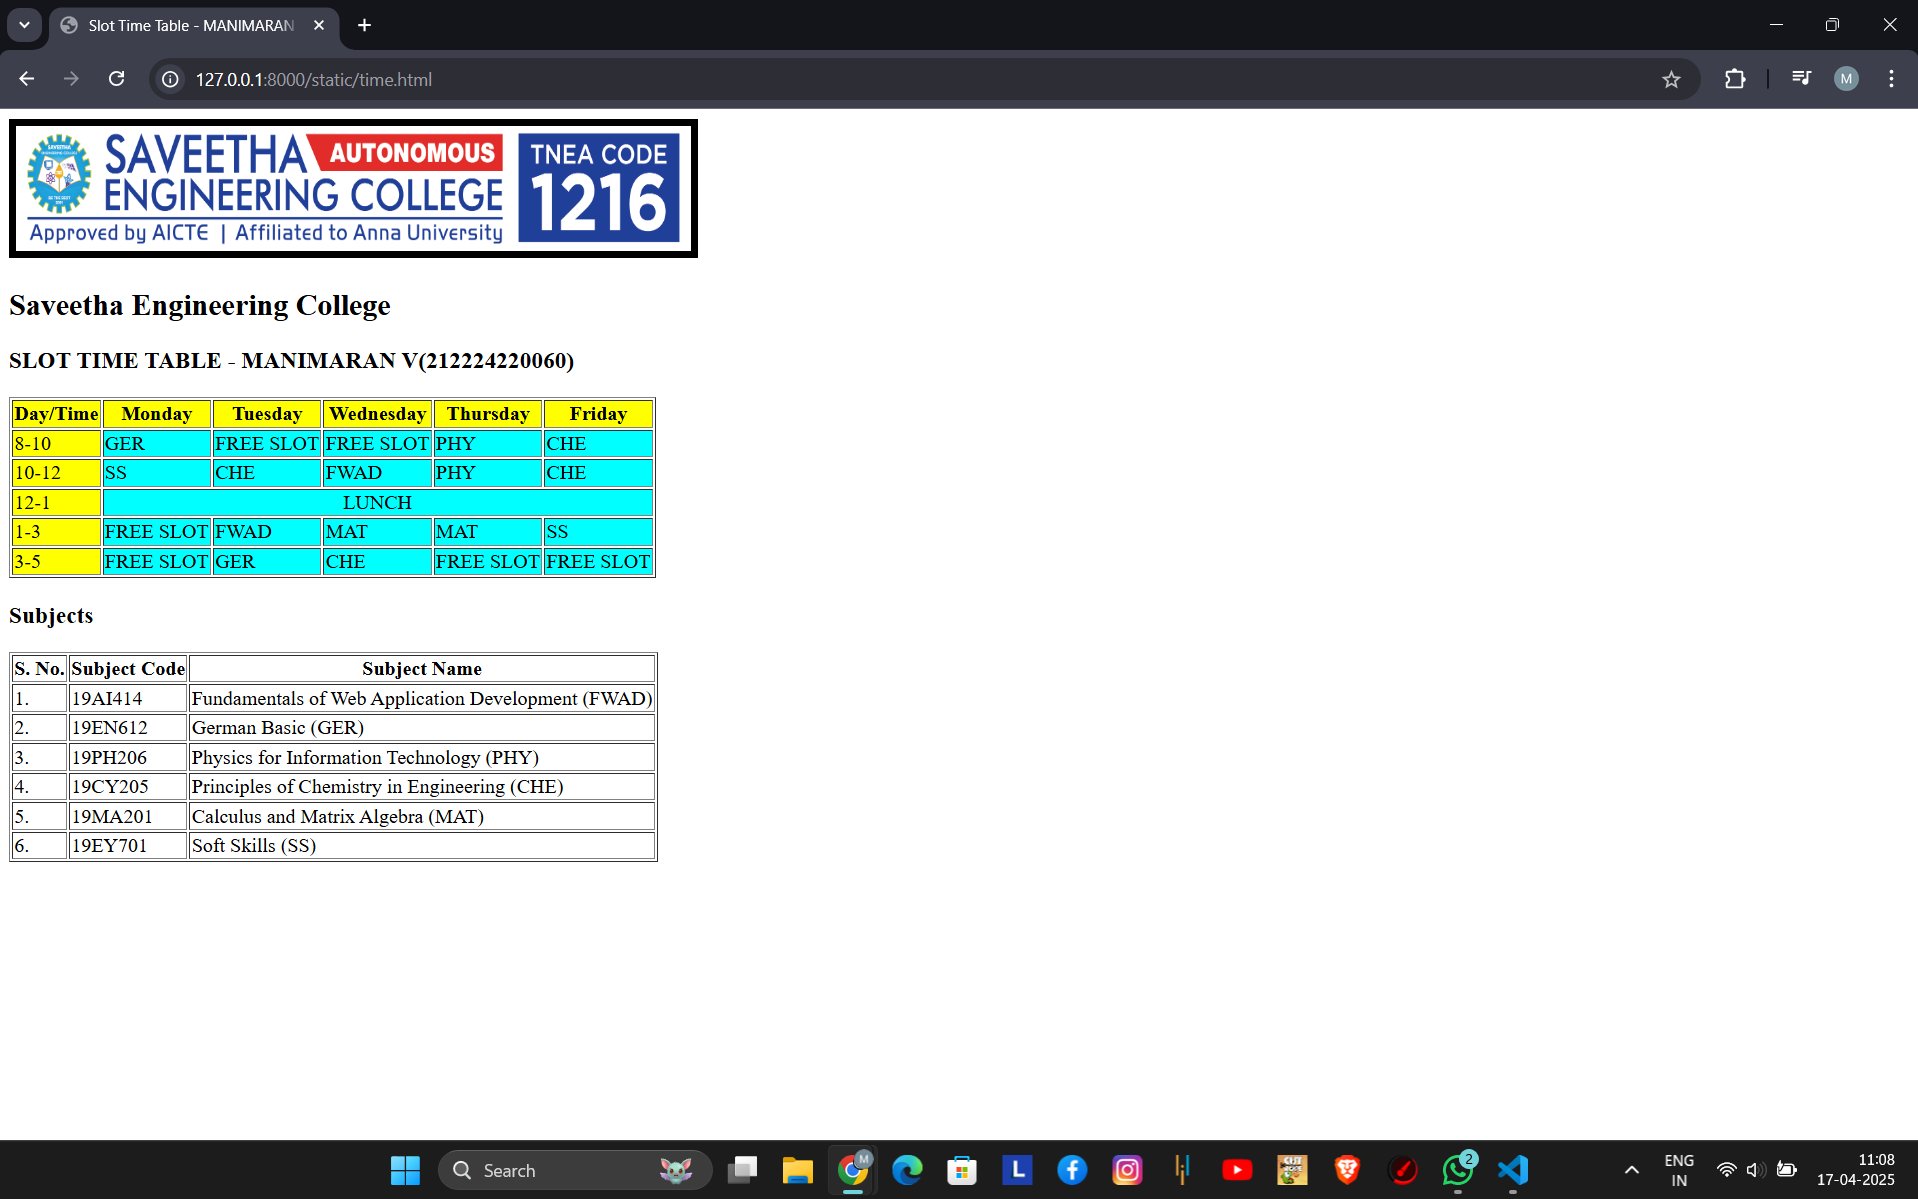 Slot Time Table - MANIMARAN
127.0.0.1:8000/static/time.html
M
SAVEETHA AUTONOMOUS
ENGINEERING COLLEGE
Approved by AICTE | Affiliated to Anna University
TNEA CODE
1216
Saveetha Engineering College
SLOT TIME TABLE - MANIMARAN V(212224220060)
Day/Time Monday Tuesday Wednesday Thursday Friday
8-10 GER FREE SLOT FREE SLOT PHY CHE
10-12 SS CHE FWAD PHY CHE
12-1 LUNCH
1-3 FREE SLOT FWAD MAT MAT SS
3-5 FREE SLOT GER CHE FREE SLOT FREE SLOT
Subjects
S. No. Subject Code Subject Name
1. 19AI414 Fundamentals of Web Application Development (FWAD)
2. 19EN612 German Basic (GER)
3. 19PH206 Physics for Information Technology (PHY)
4. 19CY205 Principles of Chemistry in Engineering (CHE)
5. 19MA201 Calculus and Matrix Algebra (MAT)
6. 19EY701 Soft Skills (SS)
Search
M
L
2
ENG
IN
11:08
17-04-2025